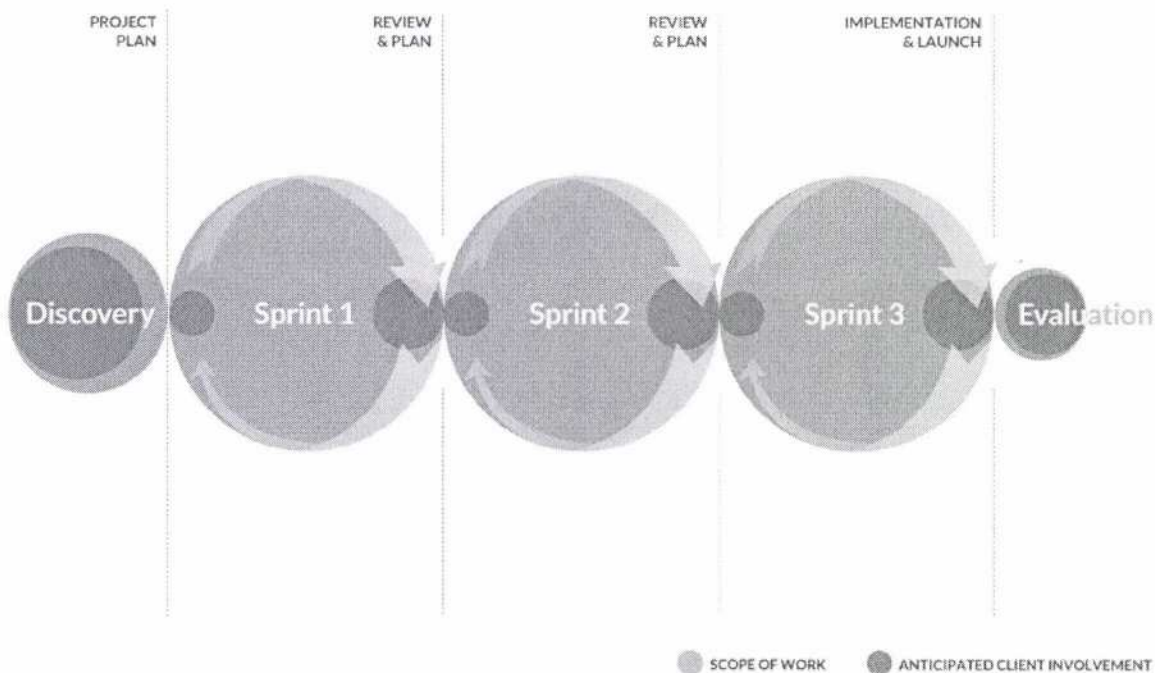 PROJECT
PLAN
REVIEW
& PLAN
REVIEW
& PLAN
IMPLEMENTATION
& LAUNCH
Discovery
Sprint 1
Sprint 2
Sprint 3
Evaluation
SCOPE OF WORK
ANTICIPATED CLIENT INVOLVEMENT